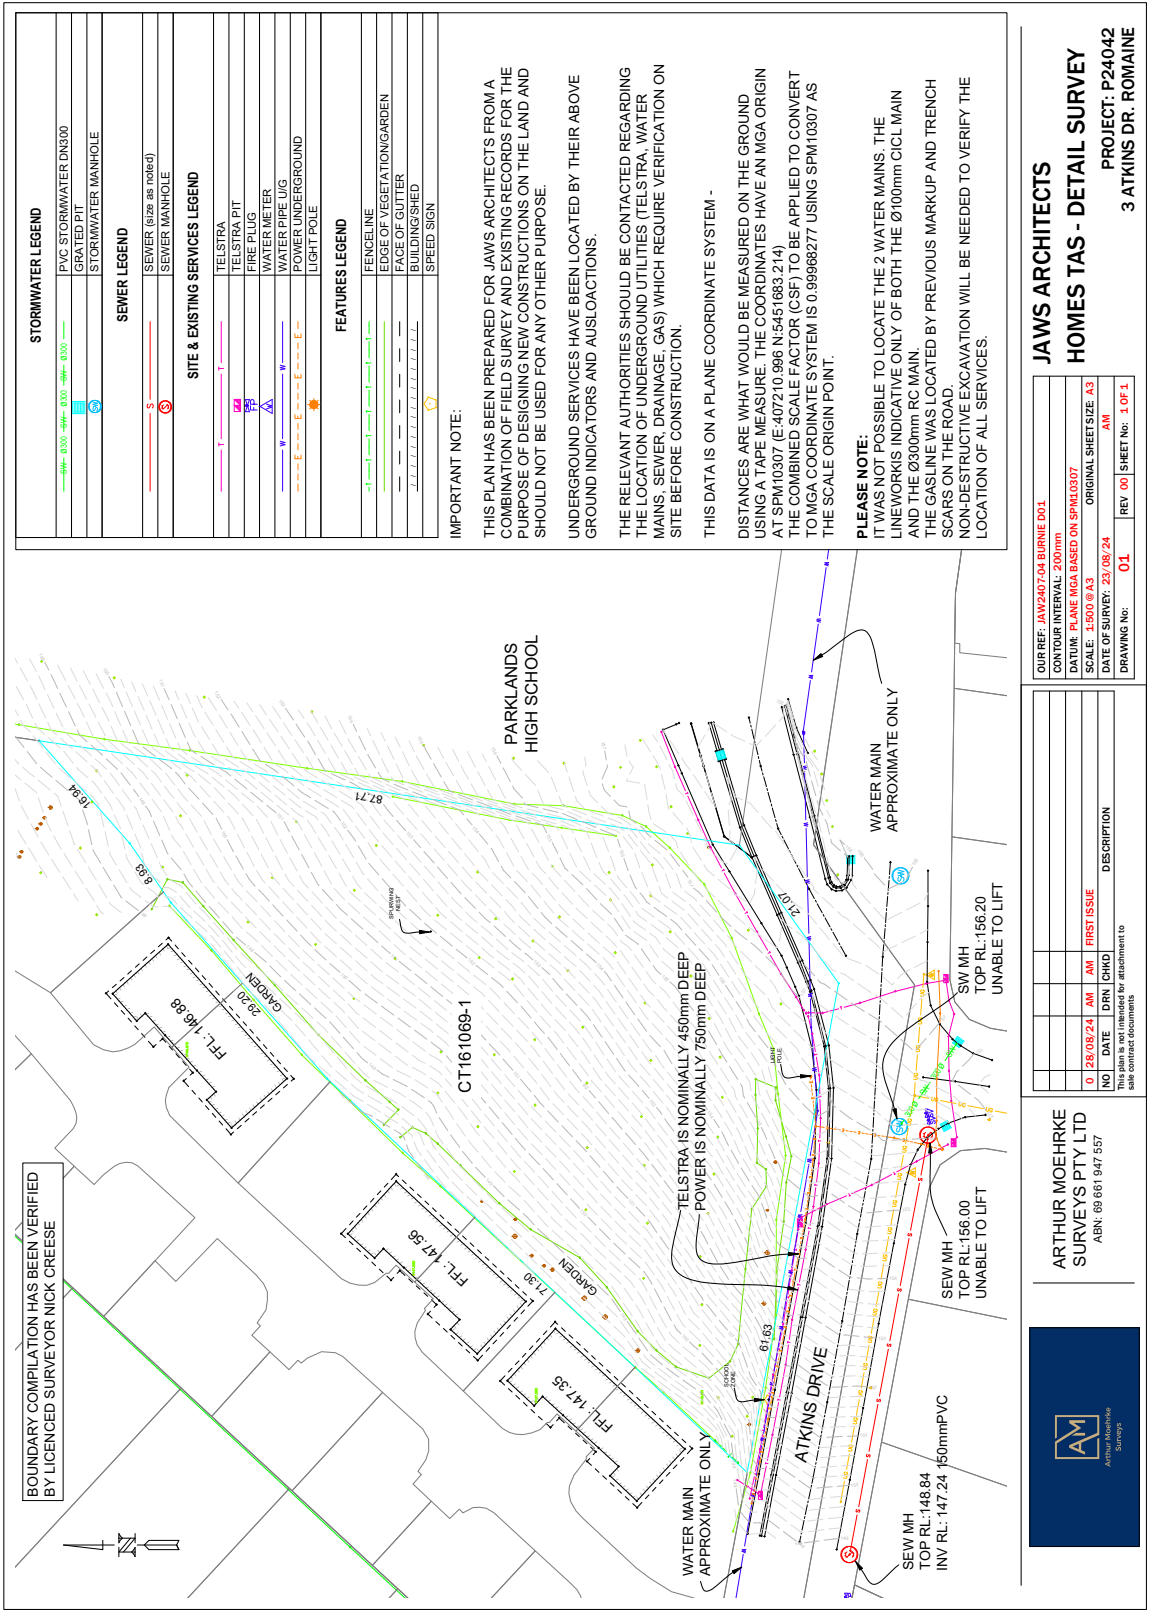 BOUNDARY COMPILATION HAS BEEN VERIFIED
BY LICENCED SURVEYOR NICK CREESE
STORMWATER LEGEND
PVC STORMWATER DN300
GRATED PIT
STORMWATER MANHOLE
SEWER LEGEND
SEWER (size as noted)
SEWER MANHOLE
SITE & EXISTING SERVICES LEGEND
TELSTRA
TELSTRA PIT
FIRE PLUG
WATER METER
WATER PIPE U/G
POWER UNDERGROUND
LIGHT POLE
FEATURES LEGEND
FENCELINE
EDGE OF VEGETATION/GARDEN
FACE OF GUTTER
BUILDING/SHED
SPEED SIGN
IMPORTANT NOTE:
THIS PLAN HAS BEEN PREPARED FOR JAWS ARCHITECTS FROM A
COMBINATION OF FIELD SURVEY AND EXISTING RECORDS FOR THE
PURPOSE OF DESIGNING NEW CONSTRUCTIONS ON THE LAND AND
SHOULD NOT BE USED FOR ANY OTHER PURPOSE.
UNDERGROUND SERVICES HAVE BEEN LOCATED BY THEIR ABOVE
GROUND INDICATORS AND AUSLOACTIONS.
THE RELEVANT AUTHORITIES SHOULD BE CONTACTED REGARDING
THE LOCATION OF UNDERGROUND UTILITIES (TELSTRA, WATER
MAINS, SEWER, DRAINAGE, GAS) WHICH REQUIRE VERIFICATION ON
SITE BEFORE CONSTRUCTION.
THIS DATA IS ON A PLANE COORDINATE SYSTEM -
DISTANCES ARE WHAT WOULD BE MEASURED ON THE GROUND
USING A TAPE MEASURE. THE COORDINATES HAVE AN MGA ORIGIN
AT SPM10307 (E:407210.996 N:5451683.214)
THE COMBINED SCALE FACTOR (CSF) TO BE APPLIED TO CONVERT
TO MGA COORDINATE SYSTEM IS 0.99968277 USING SPM10307 AS
THE SCALE ORIGIN POINT.
PLEASE NOTE:
IT WAS NOT POSSIBLE TO LOCATE THE 2 WATER MAINS. THE
LINEWORKIS INDICATIVE ONLY OF BOTH THE Ø100mm CICL MAIN
AND THE Ø300mm RC MAIN.
THE GASLINE WAS LOCATED BY PREVIOUS MARKUP AND TRENCH
SCARS ON THE ROAD.
NON-DESTRUCTIVE EXCAVATION WILL BE NEEDED TO VERIFY THE
LOCATION OF ALL SERVICES.
PARKLANDS
HIGH SCHOOL
16.94
8.93
87.71
29.20
GARDEN
FFL: 146.88
SPURWING
NEST
CT161069-1
FFL: 147.56
71.30
GARDEN
FFL: 147.35
21.07
61.63
LIGHT
POLE
SCHOOL
ZONE
TELSTRA IS NOMINALLY 450mm DEEP
POWER IS NOMINALLY 750mm DEEP
ATKINS DRIVE
WATER MAIN
APPROXIMATE ONLY
WATER MAIN
APPROXIMATE ONLY
SW MH
TOP RL:156.20
UNABLE TO LIFT
SEW MH
TOP RL:156.00
UNABLE TO LIFT
SEW MH
TOP RL:148.84
INV RL: 147.24 150mmPVC
AM
Arthur Moehrke
Surveys
ARTHUR MOEHRKE
SURVEYS PTY LTD
ABN: 69 661 947 557
0 28/08/24 AM AM FIRST ISSUE
NO DATE DRN CHKD DESCRIPTION
This plan is not intended for attachment to
sale contract documents
OUR REF: JAW2407-04 BURNIE D01
CONTOUR INTERVAL: 200mm
DATUM: PLANE MGA BASED ON SPM10307
SCALE: 1:500 @ A3 ORIGINAL SHEET SIZE: A3
DATE OF SURVEY: 23/08/24 AM
DRAWING No: 01 REV 00 SHEET No: 1 OF 1
JAWS ARCHITECTS
HOMES TAS - DETAIL SURVEY
PROJECT: P24042
3 ATKINS DR. ROMAINE